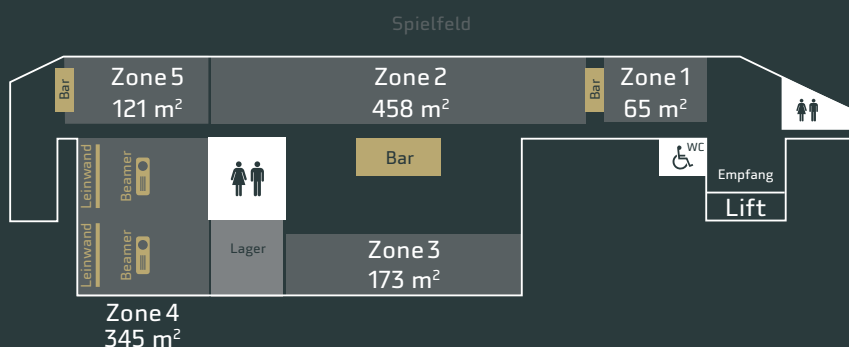 Spielfeld
Bar
Zone 5
121 m²
Zone 2
458 m²
Bar
Zone 1
65 m²
Leinwand
Beamer
Bar
WC
Empfang
Lift
Leinwand
Beamer
Lager
Zone 3
173 m²
Zone 4
345 m²